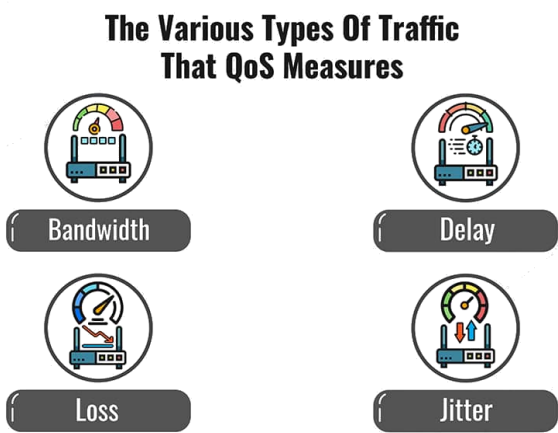 The Various Types Of Traffic
That QoS Measures
Bandwidth
Delay
Loss
Jitter